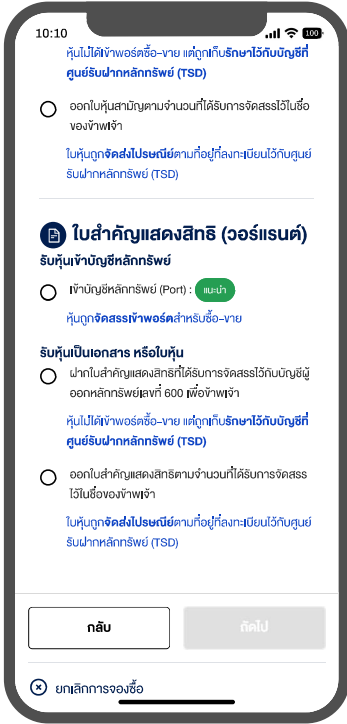 10:10
100
หุ้นไม่ได้เข้าพอร์ตซื้อ-ขาย แต่ถูกเก็บรักษาไว้กับบัญชีที่
ศูนย์รับฝากหลักทรัพย์ (TSD)
ออกใบหุ้นสามัญตามจำนวนที่ได้รับการจัดสรรไว้ในชื่อ
ของข้าพเจ้า
ใบหุ้นถูกจัดส่งไปรษณีย์ตามที่อยู่ที่ลงทะเบียนไว้กับศูนย์
รับฝากหลักทรัพย์ (TSD)
ใบสำคัญแสดงสิทธิ (วอร์แรนต์)
รับหุ้นเข้าบัญชีหลักทรัพย์
เข้าบัญชีหลักทรัพย์ (Port) : แนะนำ
หุ้นถูกจัดสรรเข้าพอร์ตสำหรับซื้อ-ขาย
รับหุ้นเป็นเอกสาร หรือใบหุ้น
ฝากใบสำคัญแสดงสิทธิที่ได้รับการจัดสรรไว้กับบัญชีผู้
ออกหลักทรัพย์เลขที่ 600 เพื่อข้าพเจ้า
หุ้นไม่ได้เข้าพอร์ตซื้อ-ขาย แต่ถูกเก็บรักษาไว้กับบัญชีที่
ศูนย์รับฝากหลักทรัพย์ (TSD)
ออกใบสำคัญแสดงสิทธิตามจำนวนที่ได้รับการจัดสรร
ไว้ในชื่อของข้าพเจ้า
ใบหุ้นถูกจัดส่งไปรษณีย์ตามที่อยู่ที่ลงทะเบียนไว้กับศูนย์
รับฝากหลักทรัพย์ (TSD)
กลับ
ถัดไป
ยกเลิกการจองซื้อ